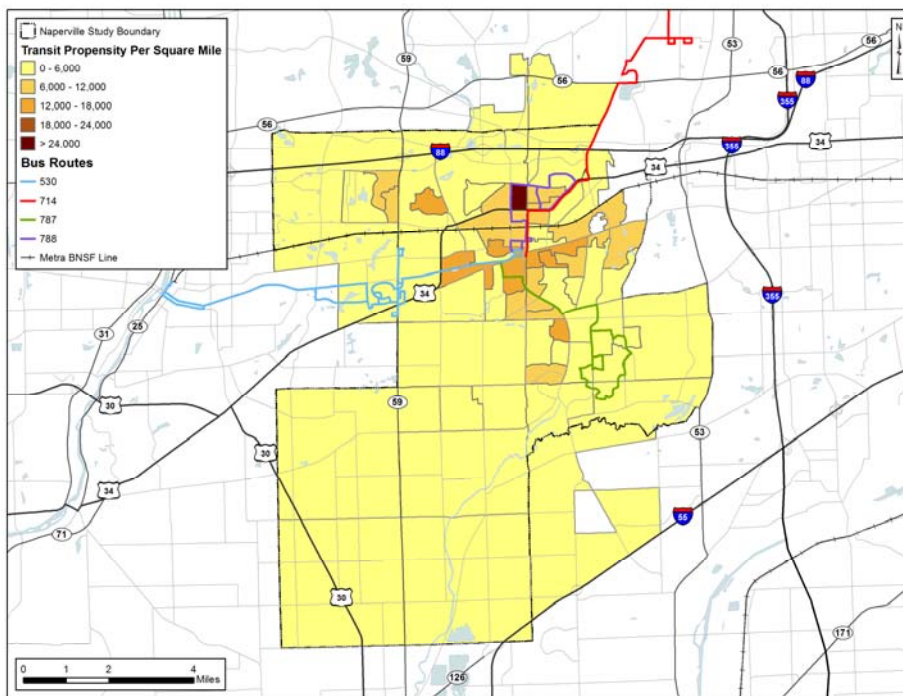 Naperville Study Boundary
Transit Propensity Per Square Mile
0 - 6,000
6,000 - 12,000
12,000 - 18,000
18,000 - 24,000
> 24.000
Bus Routes
530
714
787
788
Metra BNSF Line
N
59
53
56
56
56
56
88
355
88
355
34
34
56
34
355
31
25
30
59
53
30
34
55
71
30
171
126
0 1 2 4
Miles